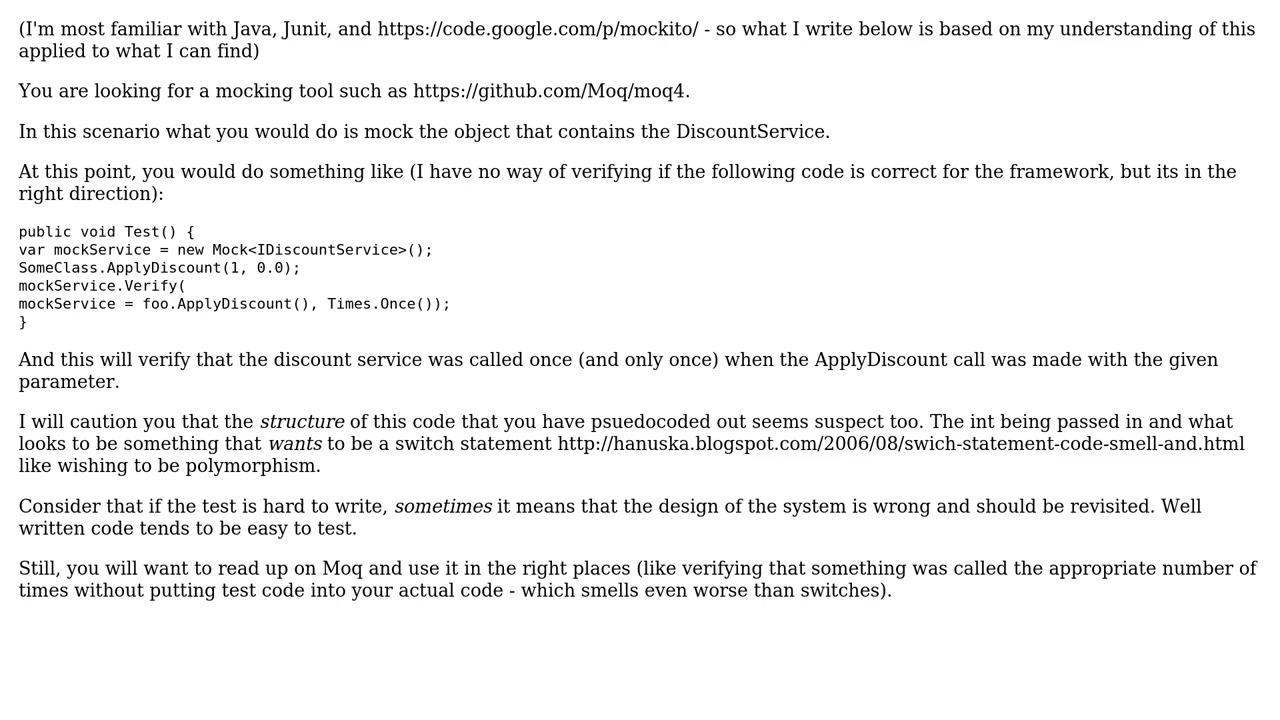 (I'm most familiar with Java, Junit, and https://code.google.com/p/mockito/ - so what I write below is based on my understanding of this
applied to what I can find)
You are looking for a mocking tool such as https://github.com/Moq/moq4.
In this scenario what you would do is mock the object that contains the DiscountService.
At this point, you would do something like (I have no way of verifying if the following code is correct for the framework, but its in the
right direction):
public void Test() {
var mockService = new Mock<IDiscountService>();
SomeClass.ApplyDiscount(1, 0.0);
mockService.Verify(
mockService = foo.ApplyDiscount(), Times.Once());
}
And this will verify that the discount service was called once (and only once) when the ApplyDiscount call was made with the given
parameter.
I will caution you that the structure of this code that you have psuedocoded out seems suspect too. The int being passed in and what
looks to be something that wants to be a switch statement http://hanuska.blogspot.com/2006/08/swich-statement-code-smell-and.html
like wishing to be polymorphism.
Consider that if the test is hard to write, sometimes it means that the design of the system is wrong and should be revisited. Well
written code tends to be easy to test.
Still, you will want to read up on Moq and use it in the right places (like verifying that something was called the appropriate number of
times without putting test code into your actual code - which smells even worse than switches).